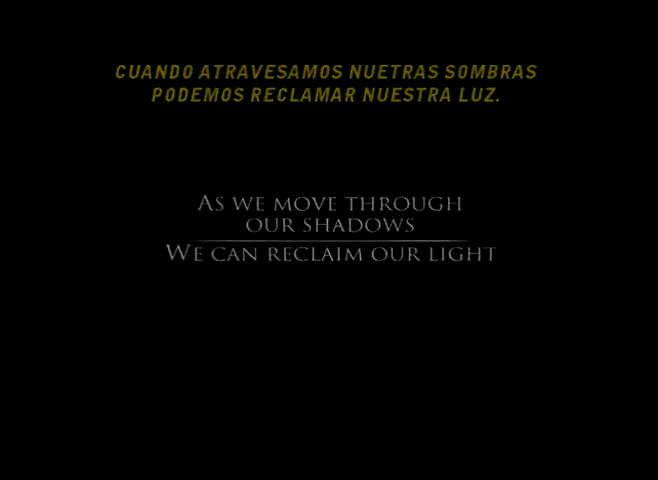 CUANDO ATRAVESAMOS NUETRAS SOMBRAS
PODEMOS RECLAMAR NUESTRA LUZ.
AS WE MOVE THROUGH
OUR SHADOWS
WE CAN RECLAIM OUR LIGHT